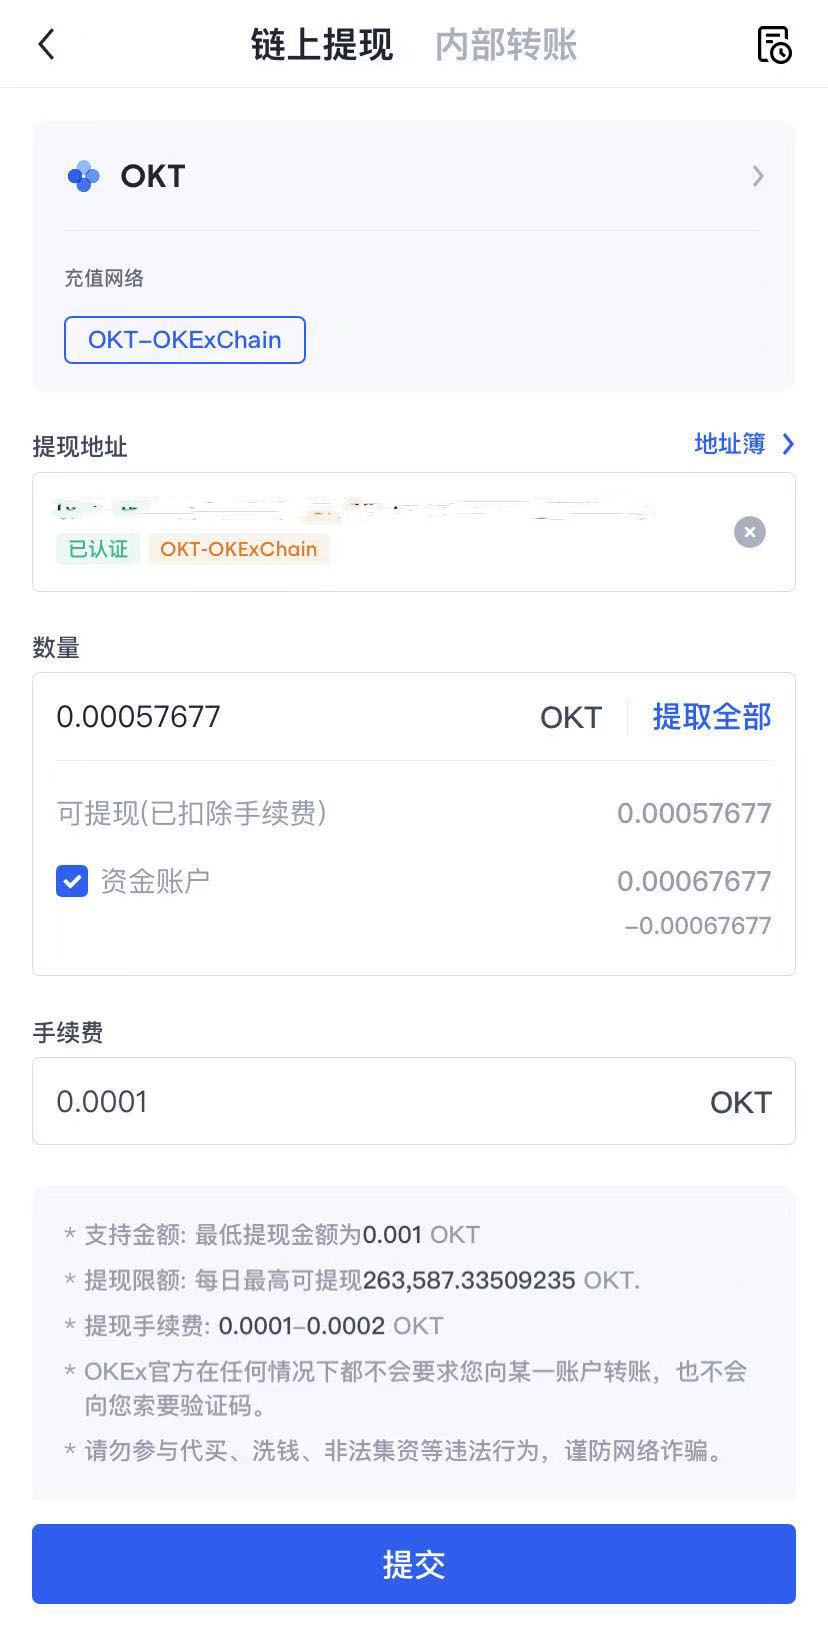 链上提现 内部转账
OKT
充值网络
OKT-OKExChain
提现地址 地址簿
已认证 OKT-OKExChain
数量
0.00057677 OKT 提取全部
可提现(已扣除手续费) 0.00057677
资金账户 0.00067677
-0.00067677
手续费
0.0001 OKT
* 支持金额: 最低提现金额为0.001 OKT
* 提现限额: 每日最高可提现263,587.33509235 OKT.
* 提现手续费: 0.0001-0.0002 OKT
* OKEx官方在任何情况下都不会要求您向某一账户转账，也不会
向您索要验证码。
* 请勿参与代买、洗钱、非法集资等违法行为，谨防网络诈骗。
提交